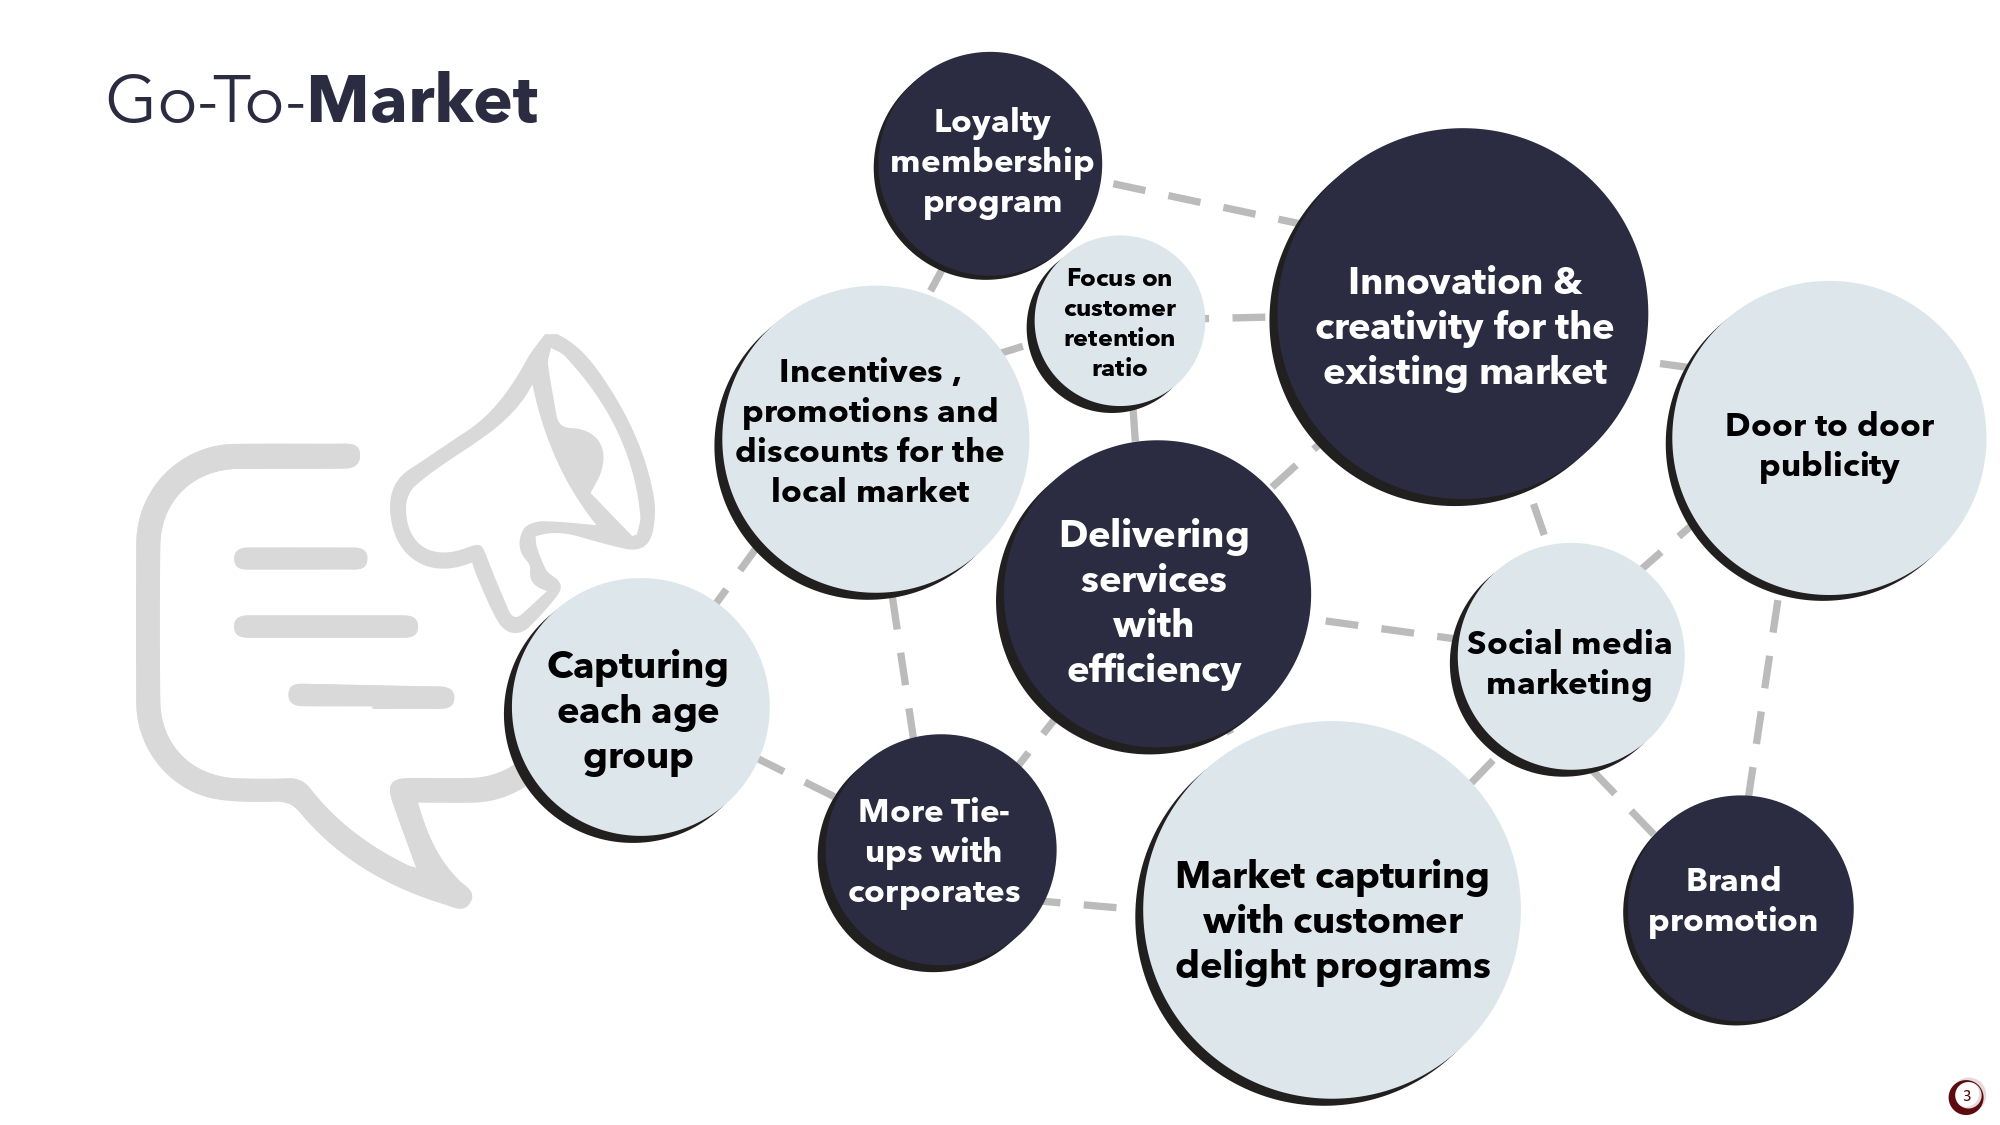 Go-To-Market
Loyalty
membership
program
Focus on
customer
retention
ratio
Innovation &
creativity for the
existing market
Incentives ,
promotions and
discounts for the
local market
Door to door
publicity
Delivering
services
with
efficiency
Social media
marketing
Capturing
each age
group
More Tie-
ups with
corporates
Market capturing
with customer
delight programs
Brand
promotion
3